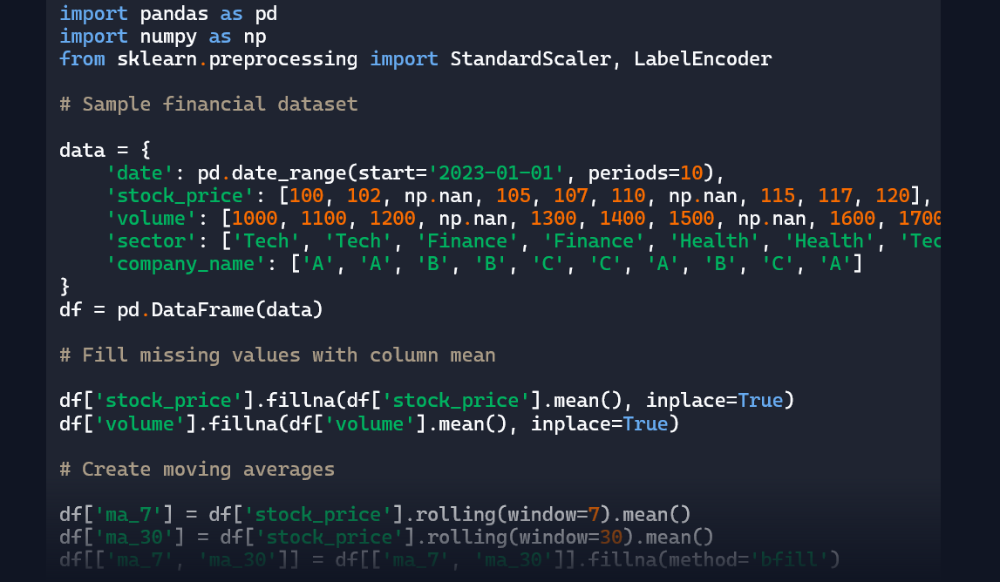 import pandas as pd
import numpy as np
from sklearn.preprocessing import StandardScaler, LabelEncoder
# Sample financial dataset
data = {
    'date': pd.date_range(start='2023-01-01', periods=10),
    'stock_price': [100, 102, np.nan, 105, 107, 110, np.nan, 115, 117, 120],
    'volume': [1000, 1100, 1200, np.nan, 1300, 1400, 1500, np.nan, 1600, 1700
    'sector': ['Tech', 'Tech', 'Finance', 'Finance', 'Health', 'Health', 'Tec
    'company_name': ['A', 'A', 'B', 'B', 'C', 'C', 'A', 'B', 'C', 'A']
}
df = pd.DataFrame(data)
# Fill missing values with column mean
df['stock_price'].fillna(df['stock_price'].mean(), inplace=True)
df['volume'].fillna(df['volume'].mean(), inplace=True)
# Create moving averages
df['ma_7'] = df['stock_price'].rolling(window=7).mean()
df['ma_30'] = df['stock_price'].rolling(window=30).mean()
df[['ma_7', 'ma_30']] = df[['ma_7', 'ma_30']].fillna(method='bfill')